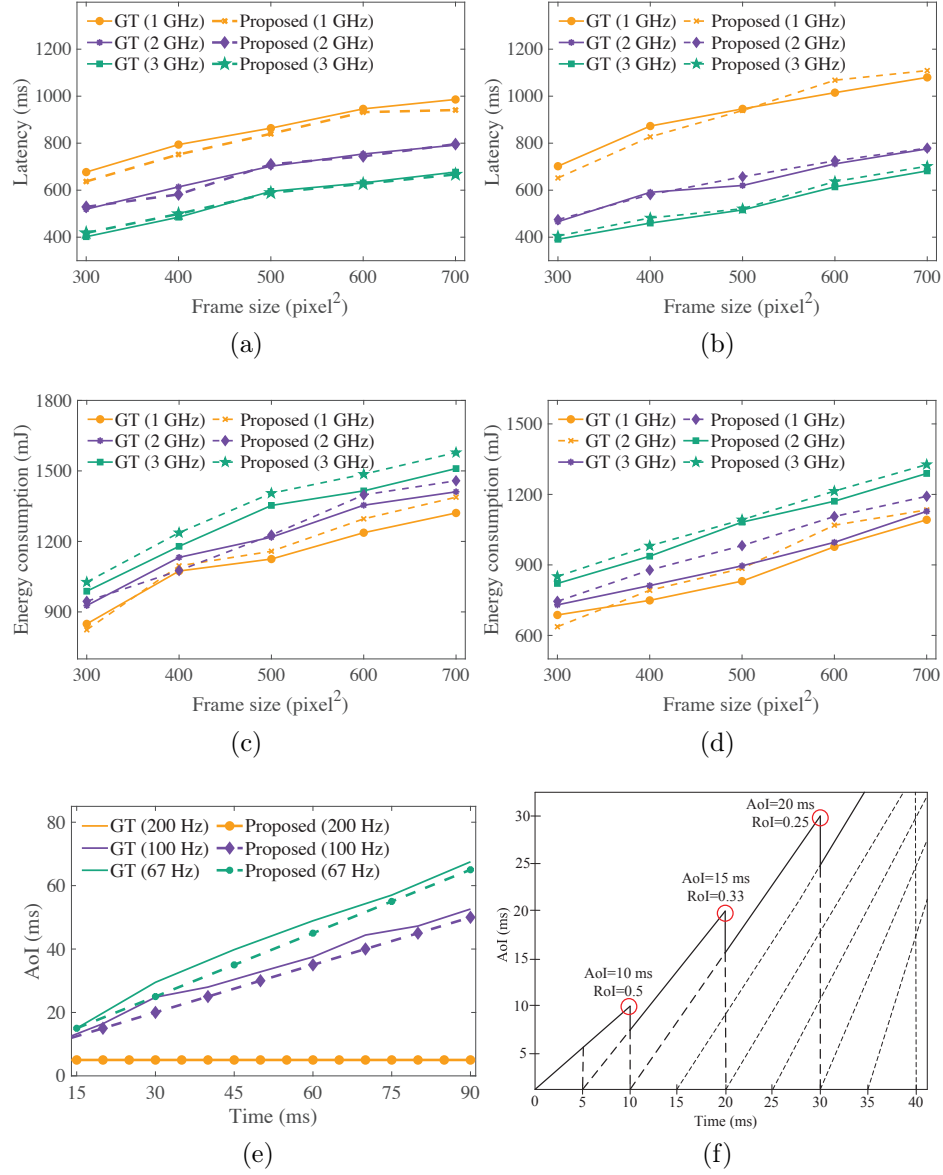 GT (1 GHz) Proposed (1 GHz)
GT (2 GHz) Proposed (2 GHz)
GT (3 GHz) Proposed (3 GHz)
1200
1000
800
600
400
Latency (ms)
300 400 500 600 700
Frame size (pixel²)
(a)
GT (1 GHz) Proposed (1 GHz)
GT (2 GHz) Proposed (2 GHz)
GT (3 GHz) Proposed (3 GHz)
1200
1000
800
600
400
Latency (ms)
300 400 500 600 700
Frame size (pixel²)
(b)
1800
1500
1200
900
Energy consumption (mJ)
GT (1 GHz) Proposed (1 GHz)
GT (2 GHz) Proposed (2 GHz)
GT (3 GHz) Proposed (3 GHz)
300 400 500 600 700
Frame size (pixel²)
(c)
1500
1200
900
600
Energy consumption (mJ)
GT (1 GHz) Proposed (1 GHz)
GT (2 GHz) Proposed (2 GHz)
GT (3 GHz) Proposed (3 GHz)
300 400 500 600 700
Frame size (pixel²)
(d)
80
60
40
20
0
AoI (ms)
GT (200 Hz) Proposed (200 Hz)
GT (100 Hz) Proposed (100 Hz)
GT (67 Hz) Proposed (67 Hz)
15 30 45 60 75 90
Time (ms)
(e)
30
25
20
15
10
5
AoI (ms)
AoI=20 ms
RoI=0.25
AoI=15 ms
RoI=0.33
AoI=10 ms
RoI=0.5
0 5 10 15 20 25 30 35 40
Time (ms)
(f)